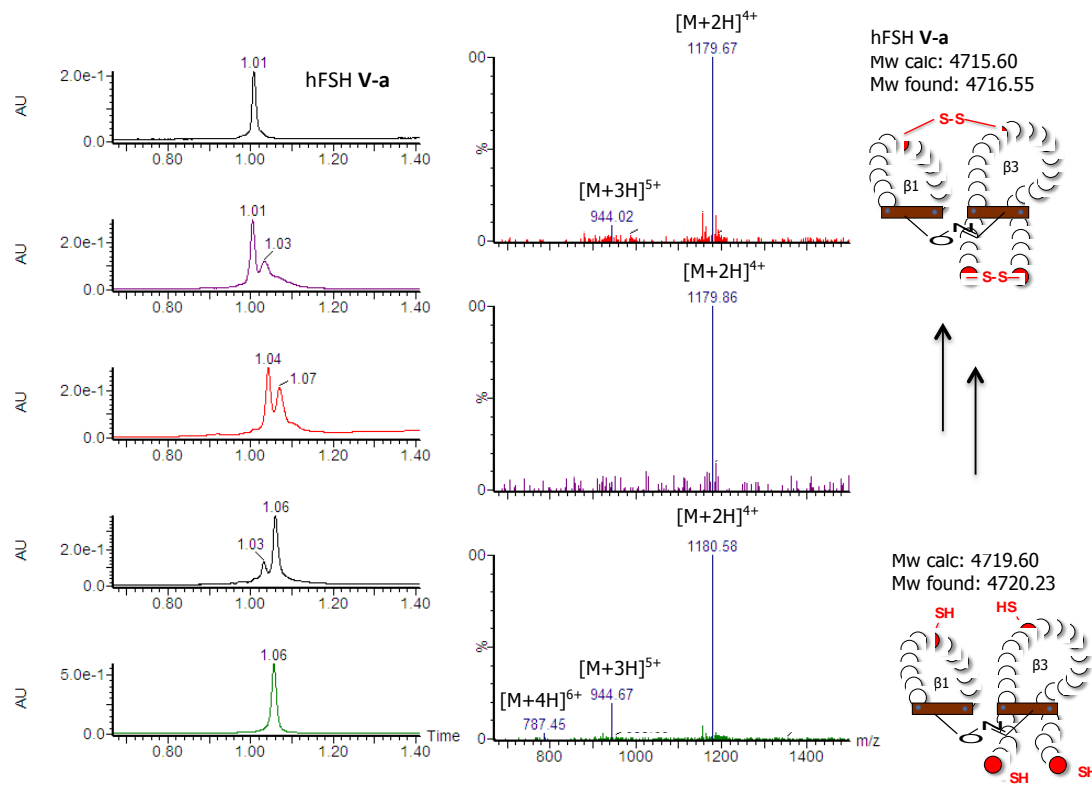 hFSH V-a
AU
2.0e-1
0.0
1.01
0.80
1.00
1.20
1.40
AU
2.0e-1
0.0
1.01
1.03
0.80
1.00
1.20
1.40
AU
2.0e-1
0.0
1.04
1.07
0.80
1.00
1.20
1.40
AU
2.0e-1
0.0
1.03
1.06
0.80
1.00
1.20
1.40
AU
5.0e-1
0.0
1.06
Time
0.80
1.00
1.20
1.40
[M+2H]4+
1179.67
00
%
0
[M+3H]5+
944.02
[M+2H]4+
1179.86
00
%
0
[M+2H]4+
1180.58
00
%
0
[M+3H]5+
944.67
[M+4H]6+
787.45
m/z
800
1000
1200
1400
hFSH V-a
Mw calc: 4715.60
Mw found: 4716.55
S-S
β1
β3
O
N
S-S
Mw calc: 4719.60
Mw found: 4720.23
SH
HS
β1
β3
O
N
SH
SH